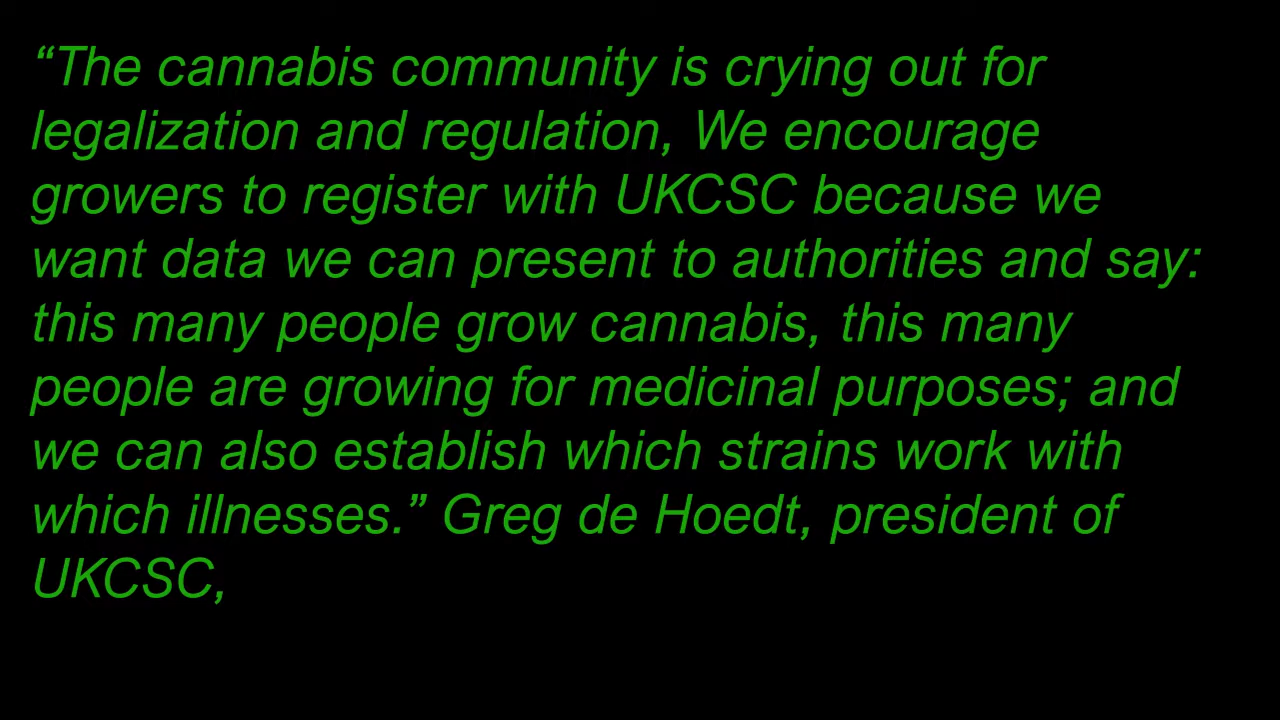 “The cannabis community is crying out for
legalization and regulation, We encourage
growers to register with UKCSC because we
want data we can present to authorities and say:
this many people grow cannabis, this many
people are growing for medicinal purposes; and
we can also establish which strains work with
which illnesses.” Greg de Hoedt, president of
UKCSC,